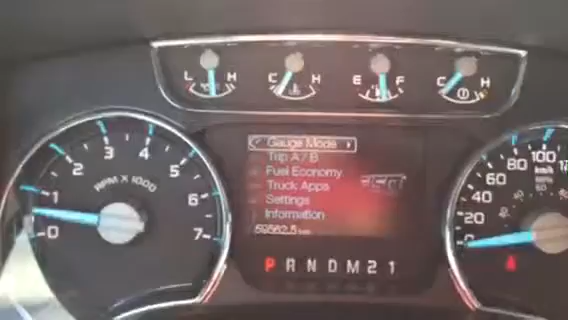 L H C H E F C H
Gauge Mode
Trip A / B
Fuel Economy
Truck Apps
Settings
Information
59562.5 km
P R N D M 2 1
0 1 2 3 4 5 6 7
RPM X 1000
0 20 40 60 80 100
km/h